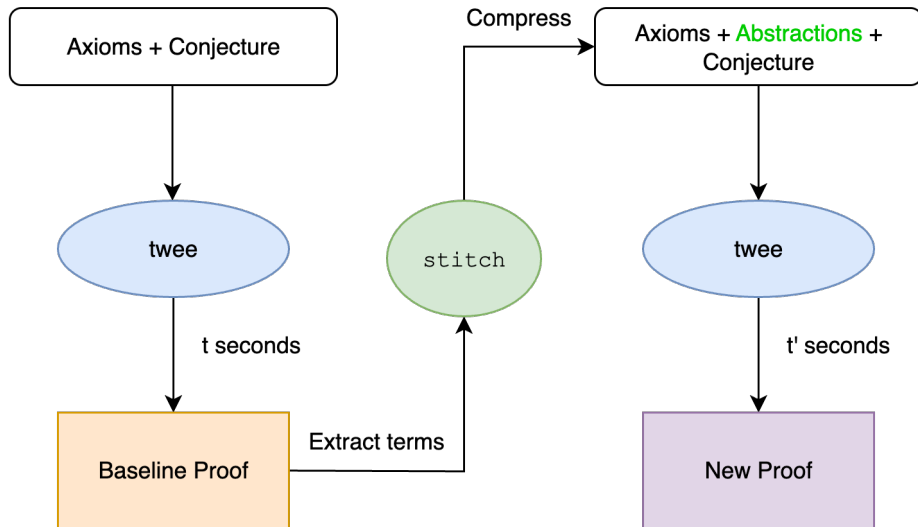 Axioms + Conjecture
twee
t seconds
Baseline Proof
Extract terms
stitch
Compress
Axioms + Abstractions +
Conjecture
twee
t' seconds
New Proof